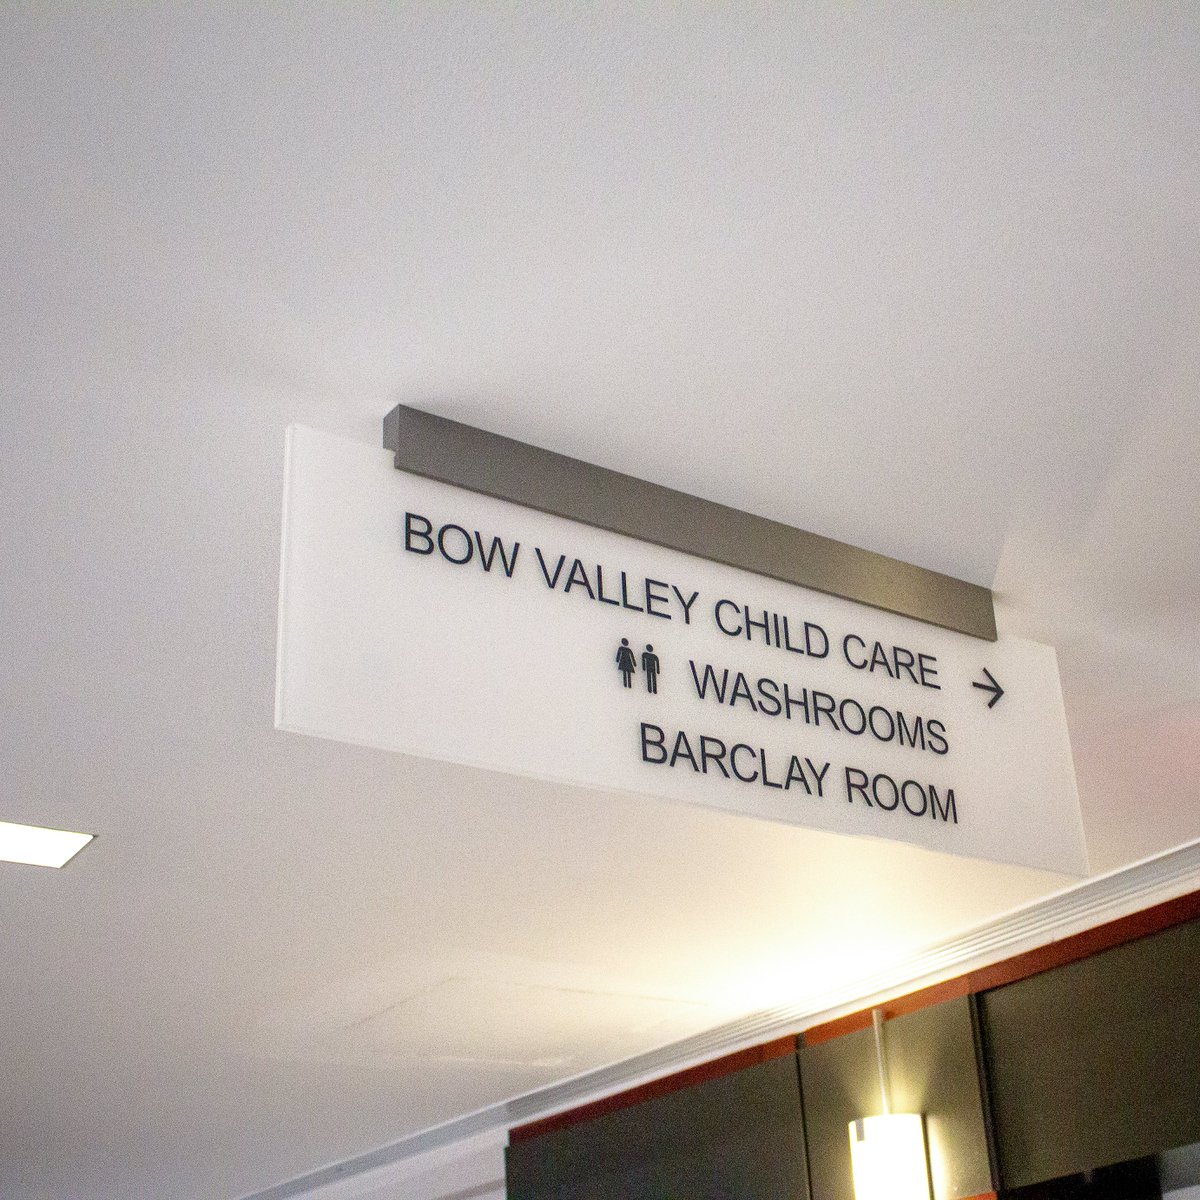 BOW VALLEY CHILD CARE →
WASHROOMS
BARCLAY ROOM